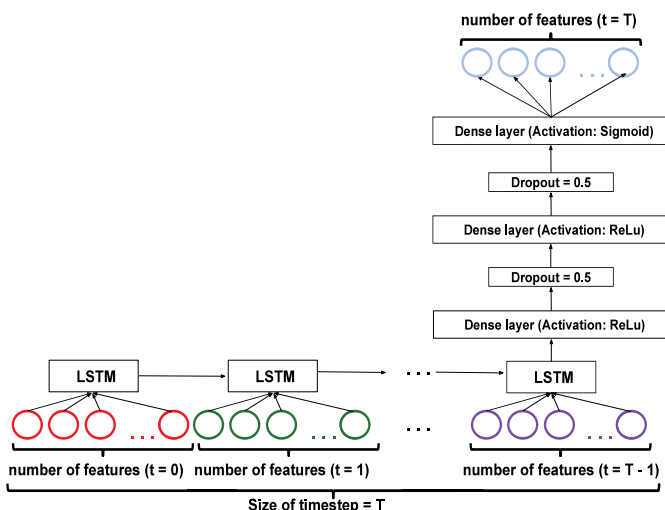 number of features (t = T)
...
Dense layer (Activation: Sigmoid)
Dropout = 0.5
Dense layer (Activation: ReLu)
Dropout = 0.5
Dense layer (Activation: ReLu)
LSTM
LSTM
...
LSTM
...
...
...
...
number of features (t = 0)
number of features (t = 1)
number of features (t = T - 1)
Size of timestep = T